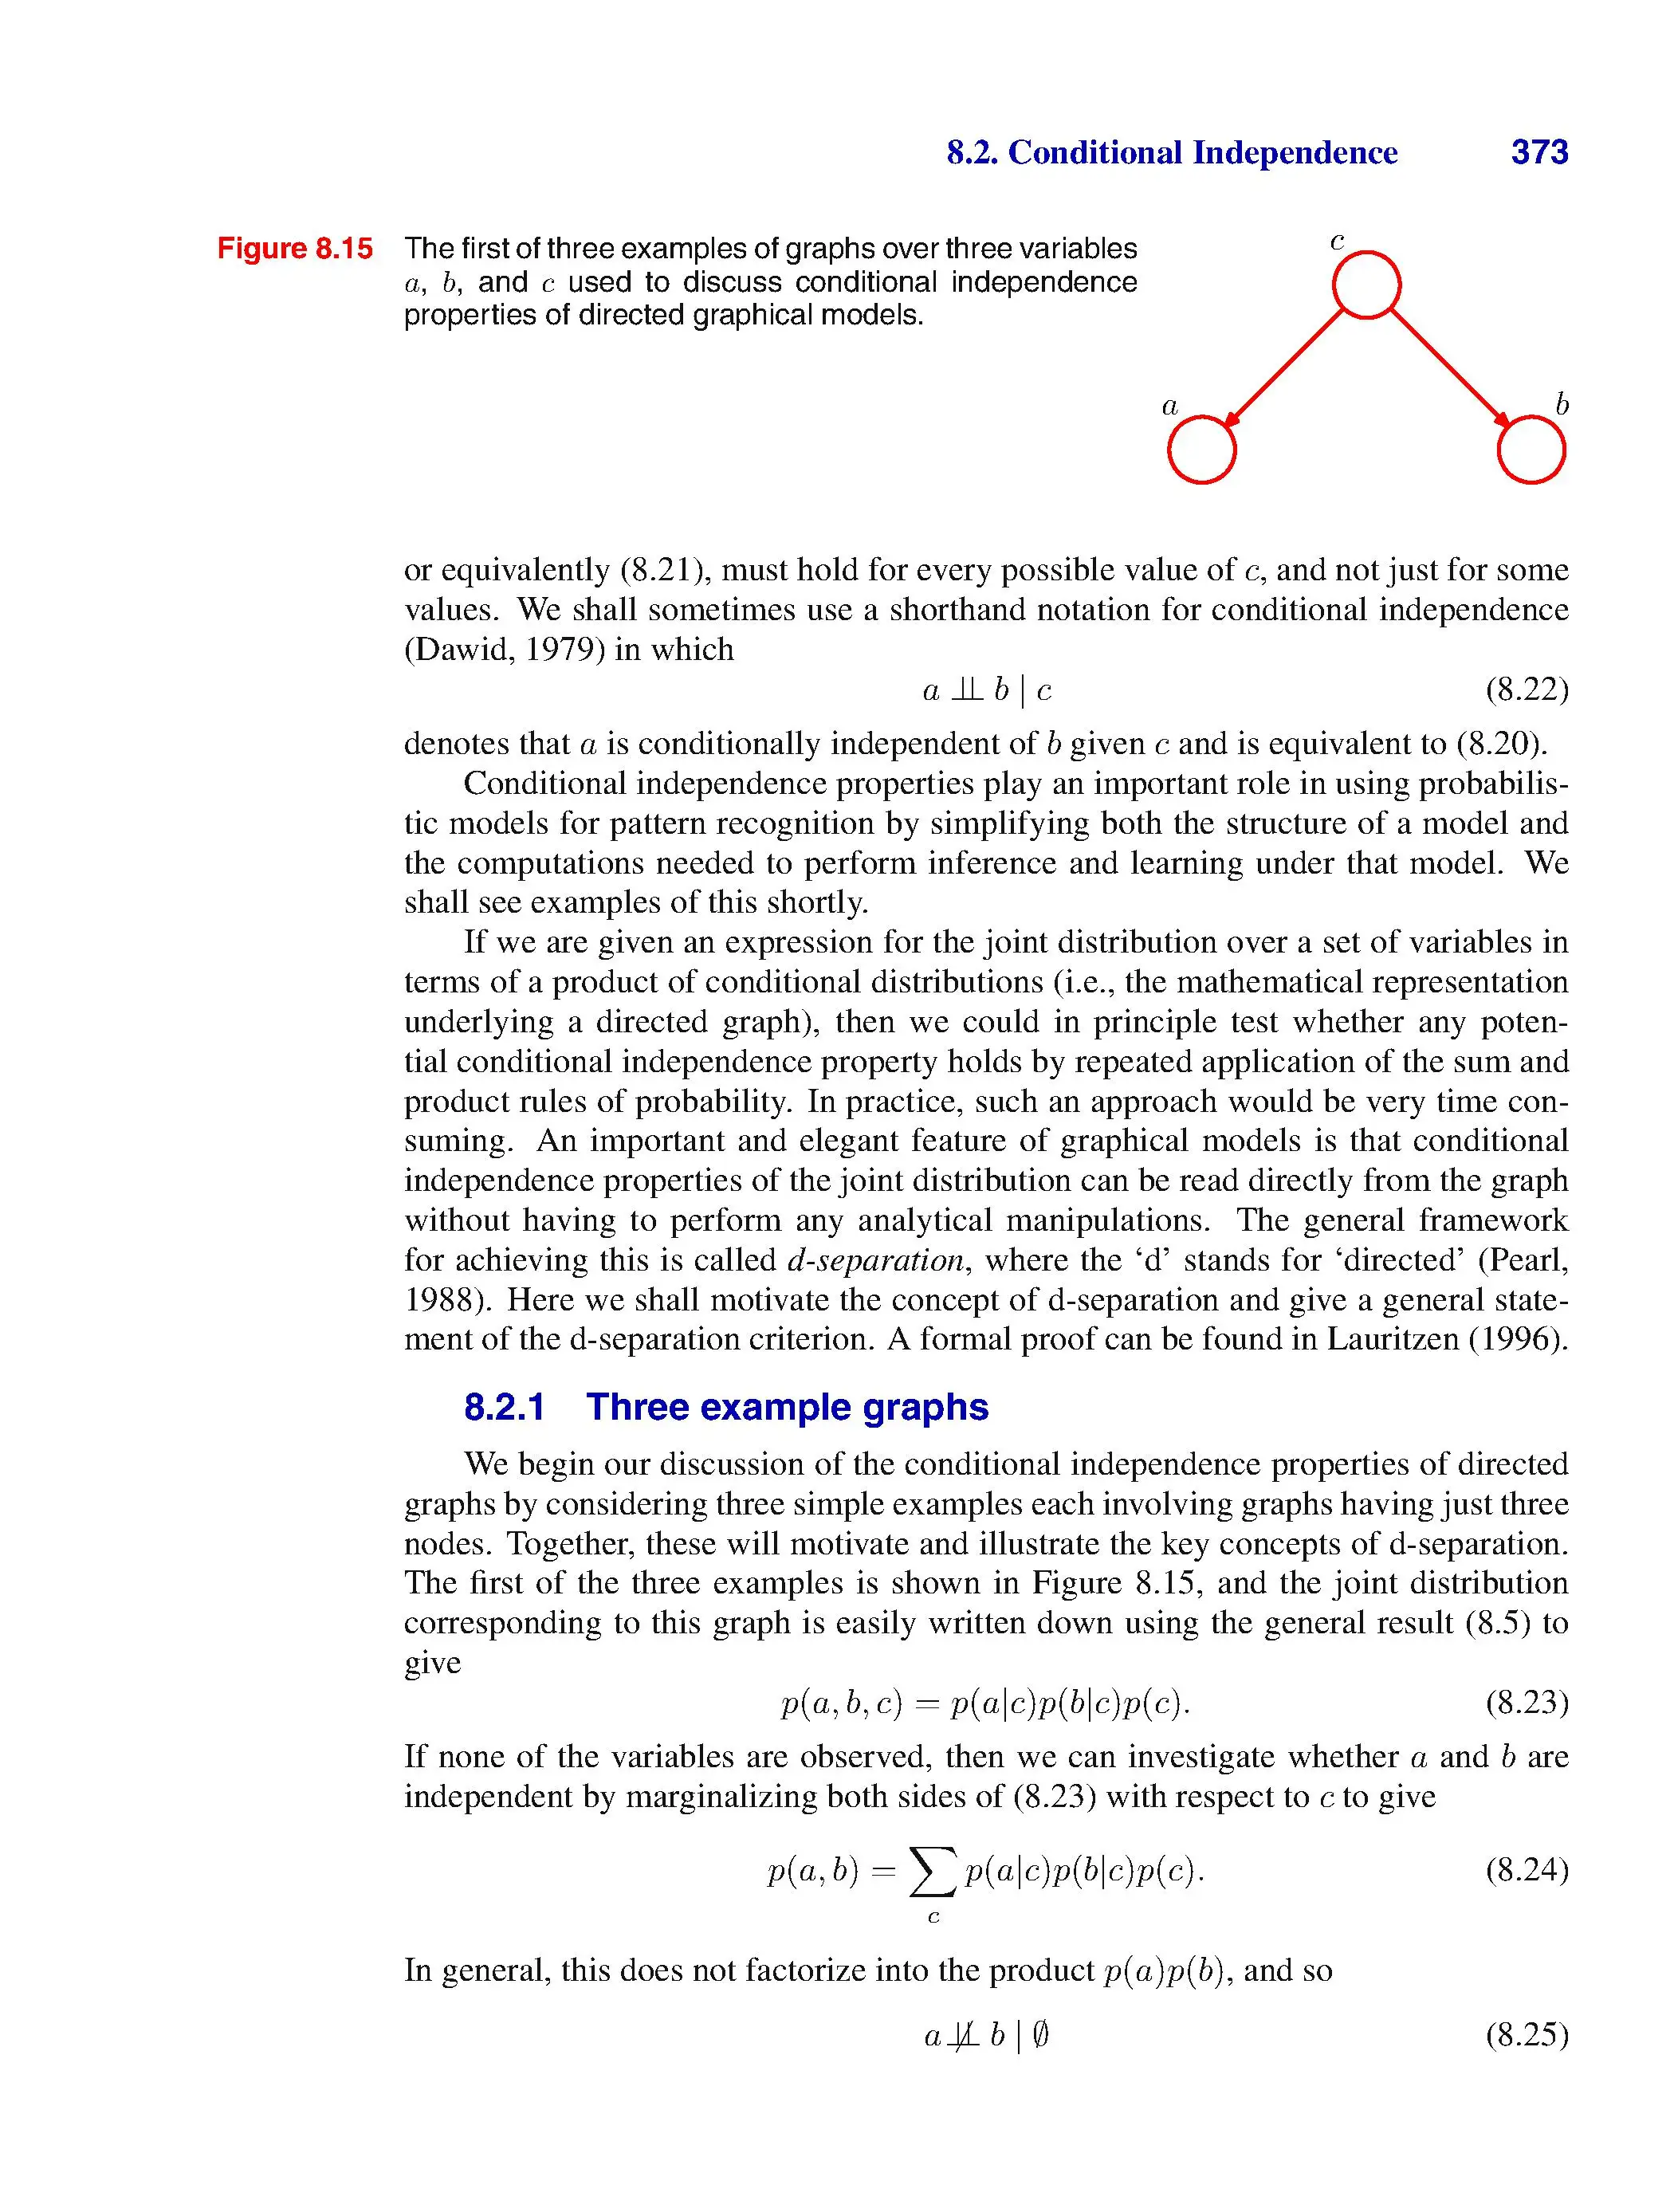 8.2. Conditional Independence 373
Figure 8.15 The first of three examples of graphs over three variables
a, b, and c used to discuss conditional independence
properties of directed graphical models.
c
a
b
or equivalently (8.21), must hold for every possible value of c, and not just for some
values. We shall sometimes use a shorthand notation for conditional independence
(Dawid, 1979) in which
a ⊥⊥ b | c (8.22)
denotes that a is conditionally independent of b given c and is equivalent to (8.20).
Conditional independence properties play an important role in using probabilis-
tic models for pattern recognition by simplifying both the structure of a model and
the computations needed to perform inference and learning under that model. We
shall see examples of this shortly.
If we are given an expression for the joint distribution over a set of variables in
terms of a product of conditional distributions (i.e., the mathematical representation
underlying a directed graph), then we could in principle test whether any poten-
tial conditional independence property holds by repeated application of the sum and
product rules of probability. In practice, such an approach would be very time con-
suming. An important and elegant feature of graphical models is that conditional
independence properties of the joint distribution can be read directly from the graph
without having to perform any analytical manipulations. The general framework
for achieving this is called d-separation, where the ‘d’ stands for ‘directed’ (Pearl,
1988). Here we shall motivate the concept of d-separation and give a general state-
ment of the d-separation criterion. A formal proof can be found in Lauritzen (1996).
8.2.1 Three example graphs
We begin our discussion of the conditional independence properties of directed
graphs by considering three simple examples each involving graphs having just three
nodes. Together, these will motivate and illustrate the key concepts of d-separation.
The first of the three examples is shown in Figure 8.15, and the joint distribution
corresponding to this graph is easily written down using the general result (8.5) to
give
p(a, b, c) = p(a|c)p(b|c)p(c). (8.23)
If none of the variables are observed, then we can investigate whether a and b are
independent by marginalizing both sides of (8.23) with respect to c to give
p(a, b) = ∑ p(a|c)p(b|c)p(c). (8.24)
c
In general, this does not factorize into the product p(a)p(b), and so
a ⊥̸⊥ b | ∅ (8.25)